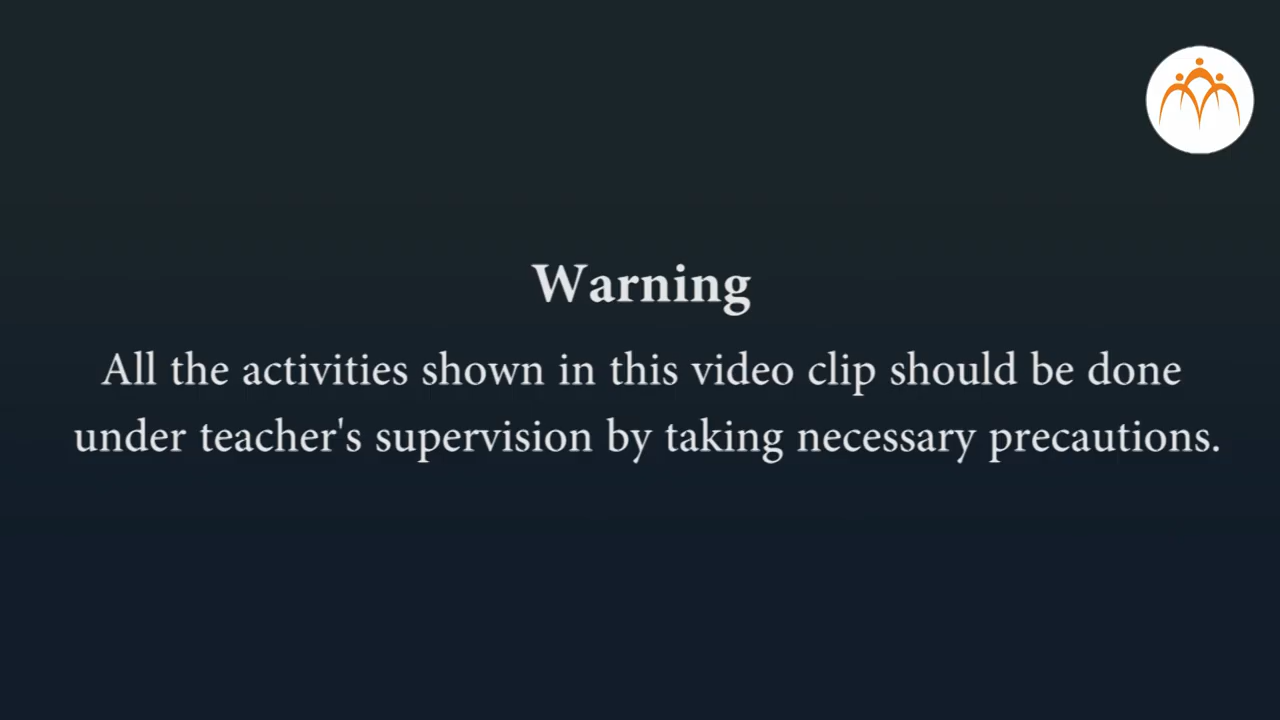 Warning
All the activities shown in this video clip should be done
under teacher's supervision by taking necessary precautions.